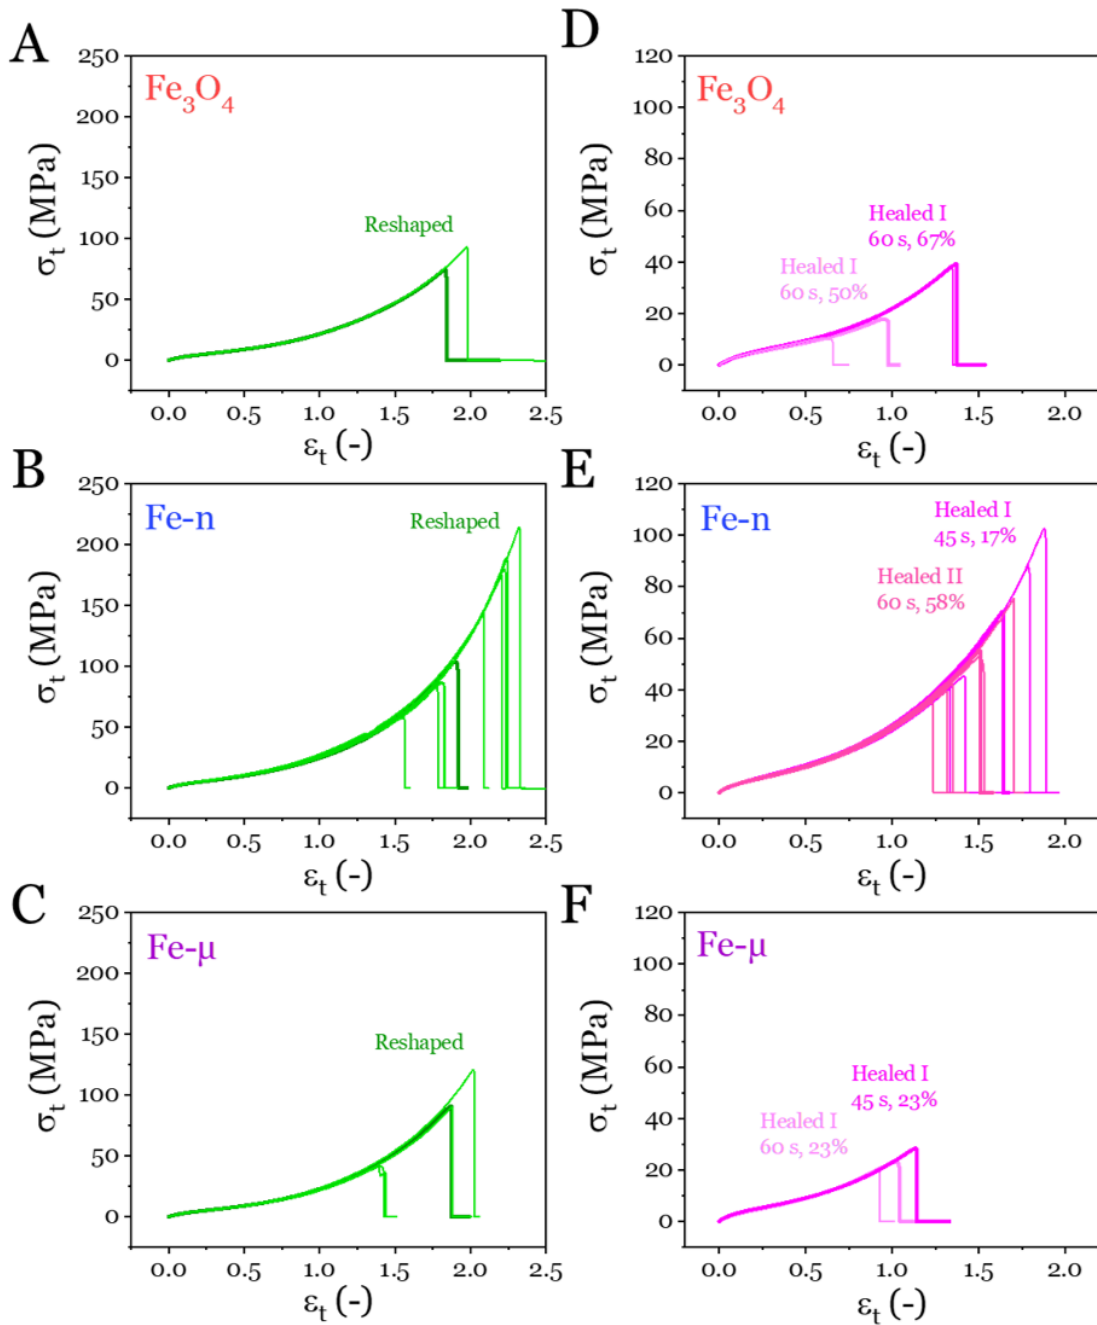 A
250
200
150
100
50
0
Fe₃O₄
Reshaped
σₜ (MPa)
0.0 0.5 1.0 1.5 2.0 2.5
εₜ (-)
D
120
100
80
60
40
20
0
Fe₃O₄
Healed I
60 s, 67%
Healed I
60 s, 50%
σₜ (MPa)
0.0 0.5 1.0 1.5 2.0
εₜ (-)
B
250
200
150
100
50
0
Fe-n
Reshaped
σₜ (MPa)
0.0 0.5 1.0 1.5 2.0 2.5
εₜ (-)
E
120
100
80
60
40
20
0
Fe-n
Healed I
45 s, 17%
Healed II
60 s, 58%
σₜ (MPa)
0.0 0.5 1.0 1.5 2.0
εₜ (-)
C
250
200
150
100
50
0
Fe-μ
Reshaped
σₜ (MPa)
0.0 0.5 1.0 1.5 2.0 2.5
εₜ (-)
F
120
100
80
60
40
20
0
Fe-μ
Healed I
45 s, 23%
Healed I
60 s, 23%
σₜ (MPa)
0.0 0.5 1.0 1.5 2.0
εₜ (-)